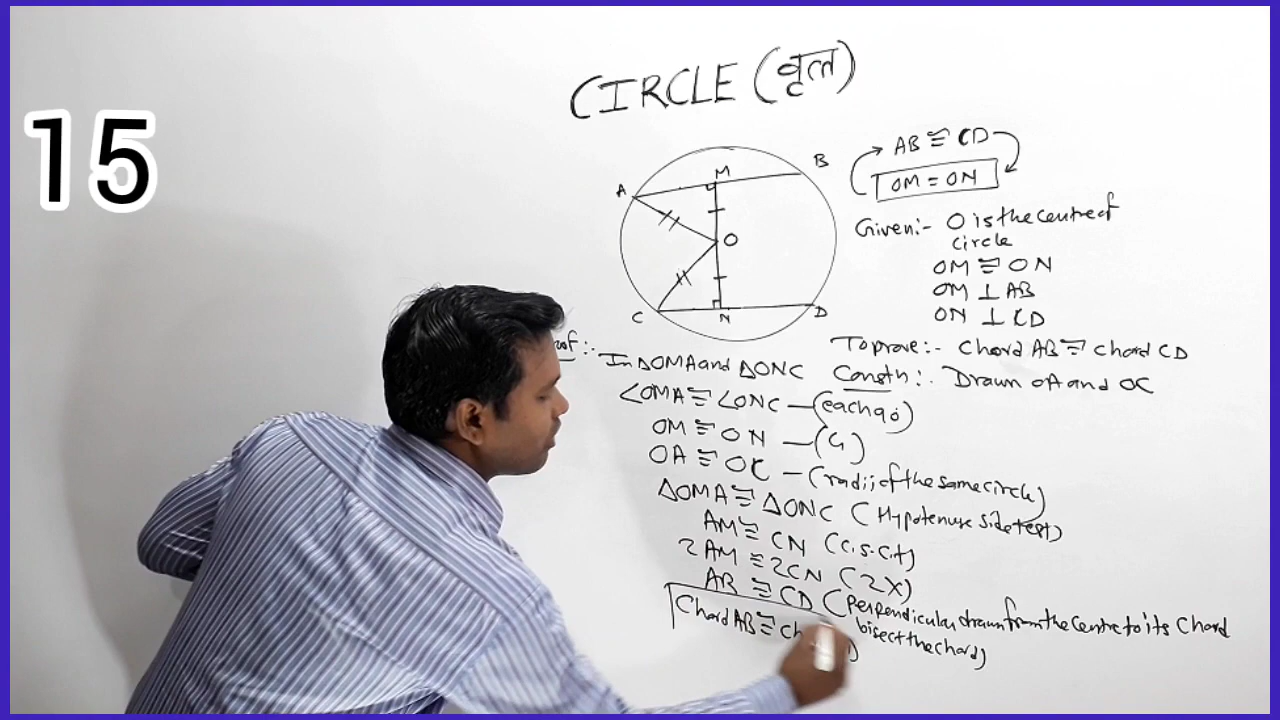 15
CIRCLE (वृत्त)
AB ≅ CD
OM = ON
A
M
B
O
C
N
D
Given:- O is the centre of
circle
OM ≅ ON
OM ⊥ AB
ON ⊥ CD
To prove:- Chord AB ≅ chord CD
Constn:. Drawn OA and OC
In ΔOMA and ΔONC
∠OMA ≅ ∠ONC — (each 90)
OM ≅ ON — (G)
OA ≅ OC — (radii of the same circle)
ΔOMA ≅ ΔONC (Hypotenuse side test)
AM ≅ CN (C.S.C.t)
2AM ≅ 2CN (2X)
AB ≅ CD (Perpendicular drawn from the centre to its Chord
bisect the chord)
Chord AB ≅